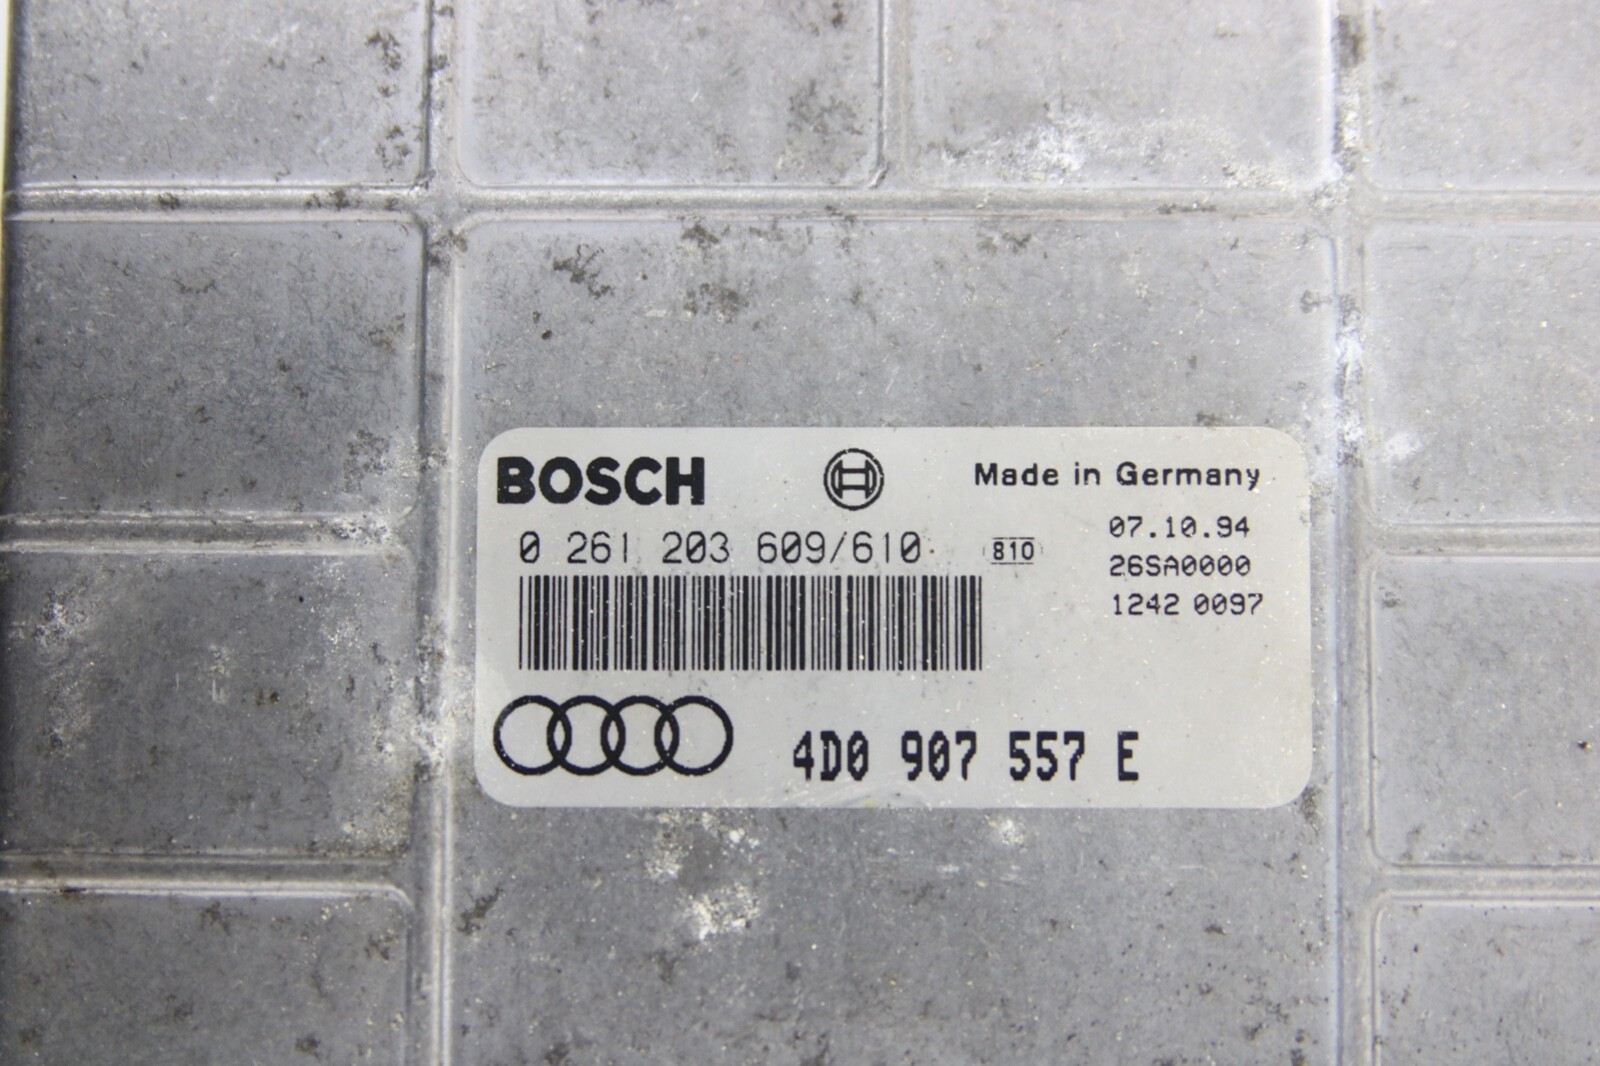 BOSCH
Made in Germany
0 261 203 609/610
810
07.10.94
26SA0000
1242 0097
4D0 907 557 E